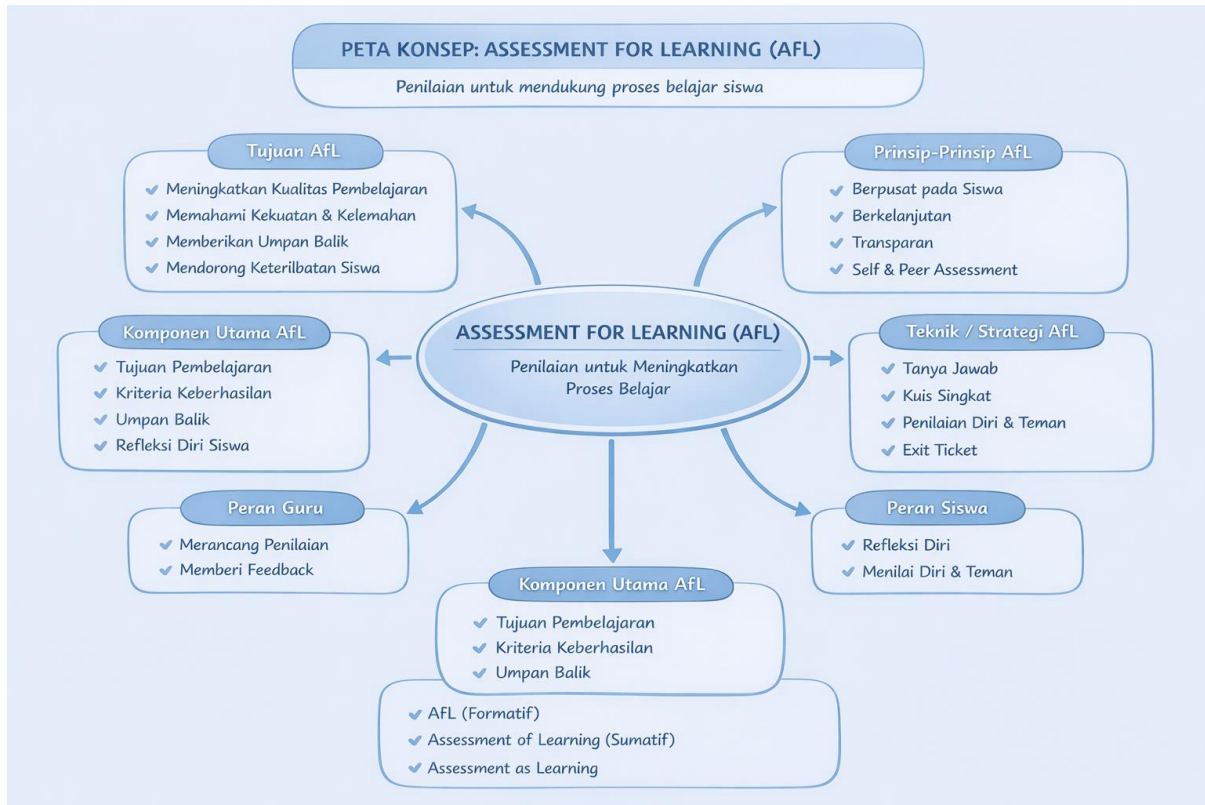 PETA KONSEP: ASSESSMENT FOR LEARNING (AfL)
Penilaian untuk mendukung proses belajar siswa
Tujuan AfL
Meningkatkan Kualitas Pembelajaran
Memahami Kekuatan & Kelemahan
Memberikan Umpan Balik
Mendorong Keterilbatan Siswa
Prinsip-Prinsip AfL
Berpusat pada Siswa
Berkelanjutan
Transparan
Self & Peer Assessment
ASSESSMENT FOR LEARNING (AFL)
Penilaian untuk Meningkatkan
Proses Belajar
Komponen Utama AfL
Tujuan Pembelajaran
Kriteria Keberhasilan
Umpan Balik
Refleksi Diri Siswa
Teknik / Strategi AfL
Tanya Jawab
Kuis Singkat
Penilaian Diri & Teman
Exit Ticket
Peran Guru
Merancang Penilaian
Memberi Feedback
Peran Siswa
Refleksi Diri
Menilai Diri & Teman
Komponen Utama AfL
Tujuan Pembelajaran
Kriteria Keberhasilan
Umpan Balik
AfL (Formatif)
Assessment of Learning (Sumatif)
Assessment as Learning